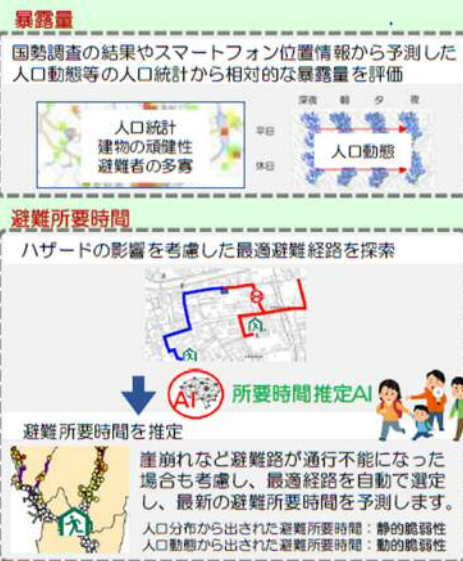 暴露量
国勢調査の結果やスマートフォン位置情報から予測した
人口動態等の人口統計から相対的な暴露量を評価
人口統計
建物の頑健性
避難者の多寡
深夜 朝 夕 夜
平日
休日
人口動態
避難所要時間
ハザードの影響を考慮した最適避難経路を探索
AI
所要時間推定AI
避難所要時間を推定
崖崩れなど避難路が通行不能になった
場合も考慮し、最適経路を自動で選定
し、最新の避難所要時間を予測します。
人口分布から出された避難所要時間：静的脆弱性
人口動態から出された避難所要時間：動的脆弱性